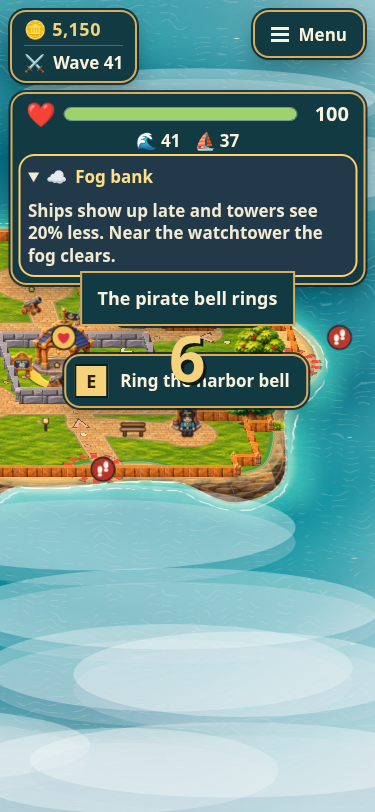 5,150
Wave 41
Menu
100
41 37
Fog bank
Ships show up late and towers see
20% less. Near the watchtower the
fog clears.
The pirate bell rings
6
E Ring the harbor bell